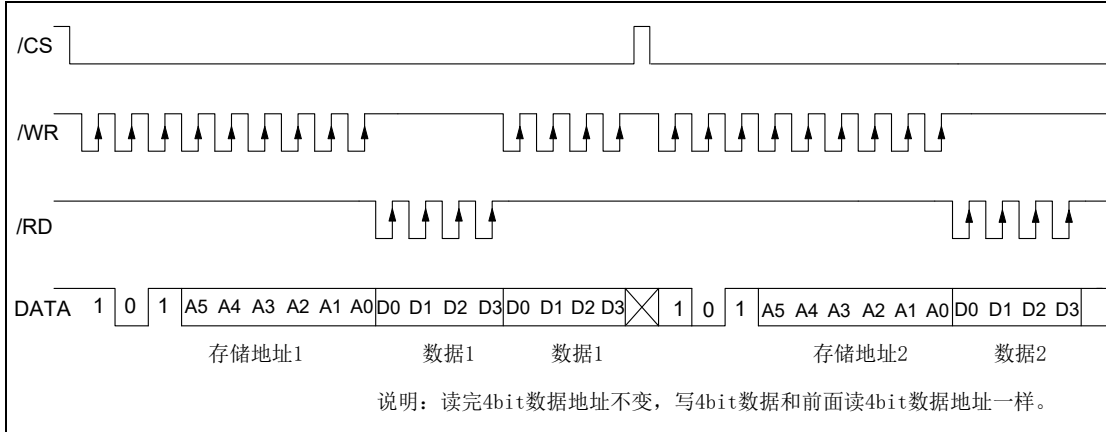 /CS
/WR
/RD
DATA 1 0 1 A5 A4 A3 A2 A1 A0 D0 D1 D2 D3 D0 D1 D2 D3 1 0 1 A5 A4 A3 A2 A1 A0 D0 D1 D2 D3
存储地址1 数据1 数据1 存储地址2 数据2
说明：读完4bit数据地址不变，写4bit数据和前面读4bit数据地址一样。